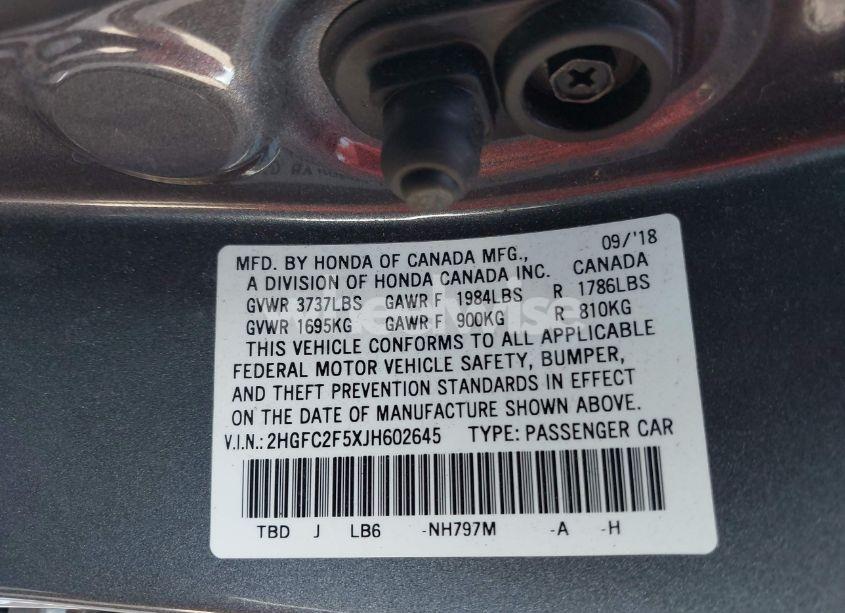 09/'18
MFD. BY HONDA OF CANADA MFG.,
A DIVISION OF HONDA CANADA INC. CANADA
GVWR 3737LBS GAWR F 1984LBS R 1786LBS
GVWR 1695KG GAWR F 900KG R 810KG
THIS VEHICLE CONFORMS TO ALL APPLICABLE
FEDERAL MOTOR VEHICLE SAFETY, BUMPER,
AND THEFT PREVENTION STANDARDS IN EFFECT
ON THE DATE OF MANUFACTURE SHOWN ABOVE.
V.I.N.: 2HGFC2F5XJH602645 TYPE: PASSENGER CAR
TBD J LB6 -NH797M -A -H